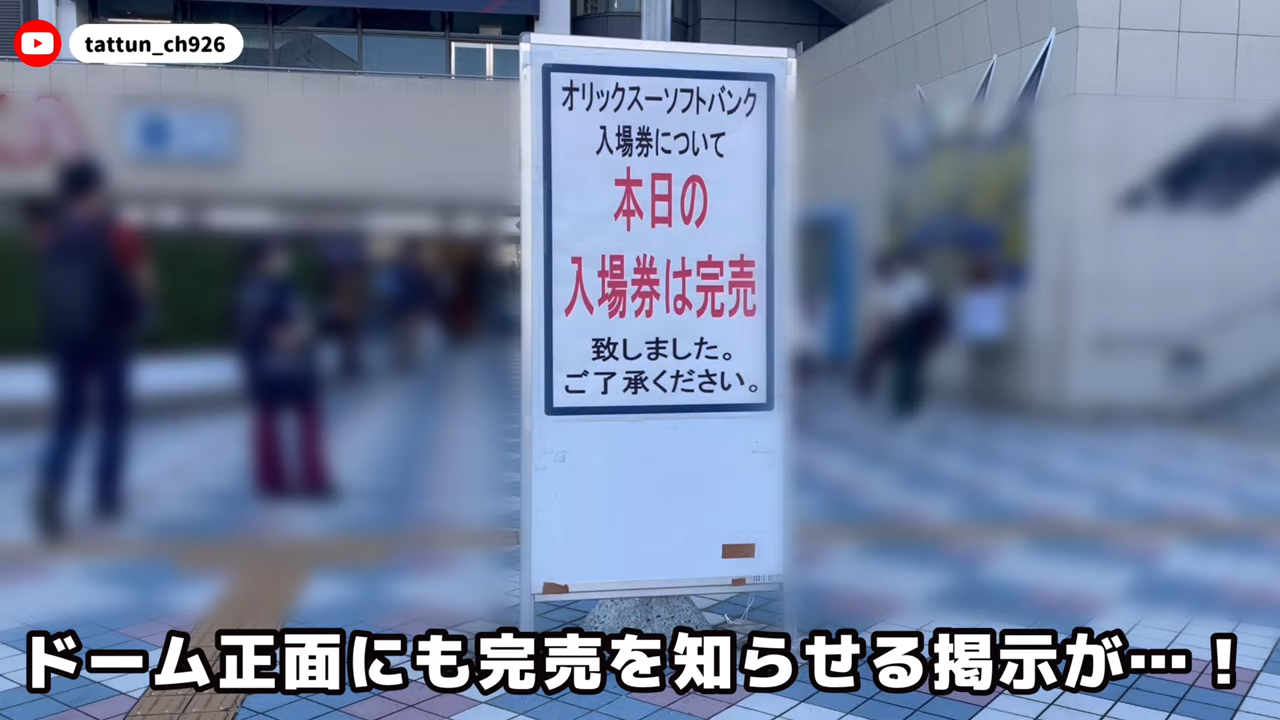 tattun_ch926
オリックスーソフトバンク
入場券について
本日の
入場券は完売
致しました。
ご了承ください。
ドーム正面にも完売を知らせる掲示が…！